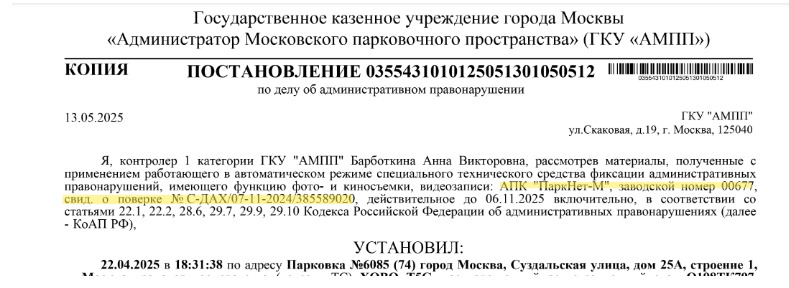 Государственное казенное учреждение города Москвы
«Администратор Московского парковочного пространства» (ГКУ «АМПП»)
КОПИЯ ПОСТАНОВЛЕНИЕ 0355431010125051301050512
0355431010125051301050512
по делу об административном правонарушении
13.05.2025
ГКУ "АМПП"
ул.Скаковая, д.19, г. Москва, 125040
Я, контролер 1 категории ГКУ "АМПП" Барботкина Анна Викторовна, рассмотрев материалы, полученные с
применением работающего в автоматическом режиме специального технического средства фиксации административных
правонарушений, имеющего функцию фото- и киносъемки, видеозаписи: АПК "ПаркНет-М", заводской номер 00677,
свид. о поверке № С-ДАХ/07-11-2024/385589020, действительное до 06.11.2025 включительно, в соответствии со
статьями 22.1, 22.2, 28.6, 29.7, 29.9, 29.10 Кодекса Российской Федерации об административных правонарушениях (далее
- КоАП РФ),
УСТАНОВИЛ:
22.04.2025 в 18:31:38 по адресу Парковка №6085 (74) город Москва, Суздальская улица, дом 25А, строение 1,